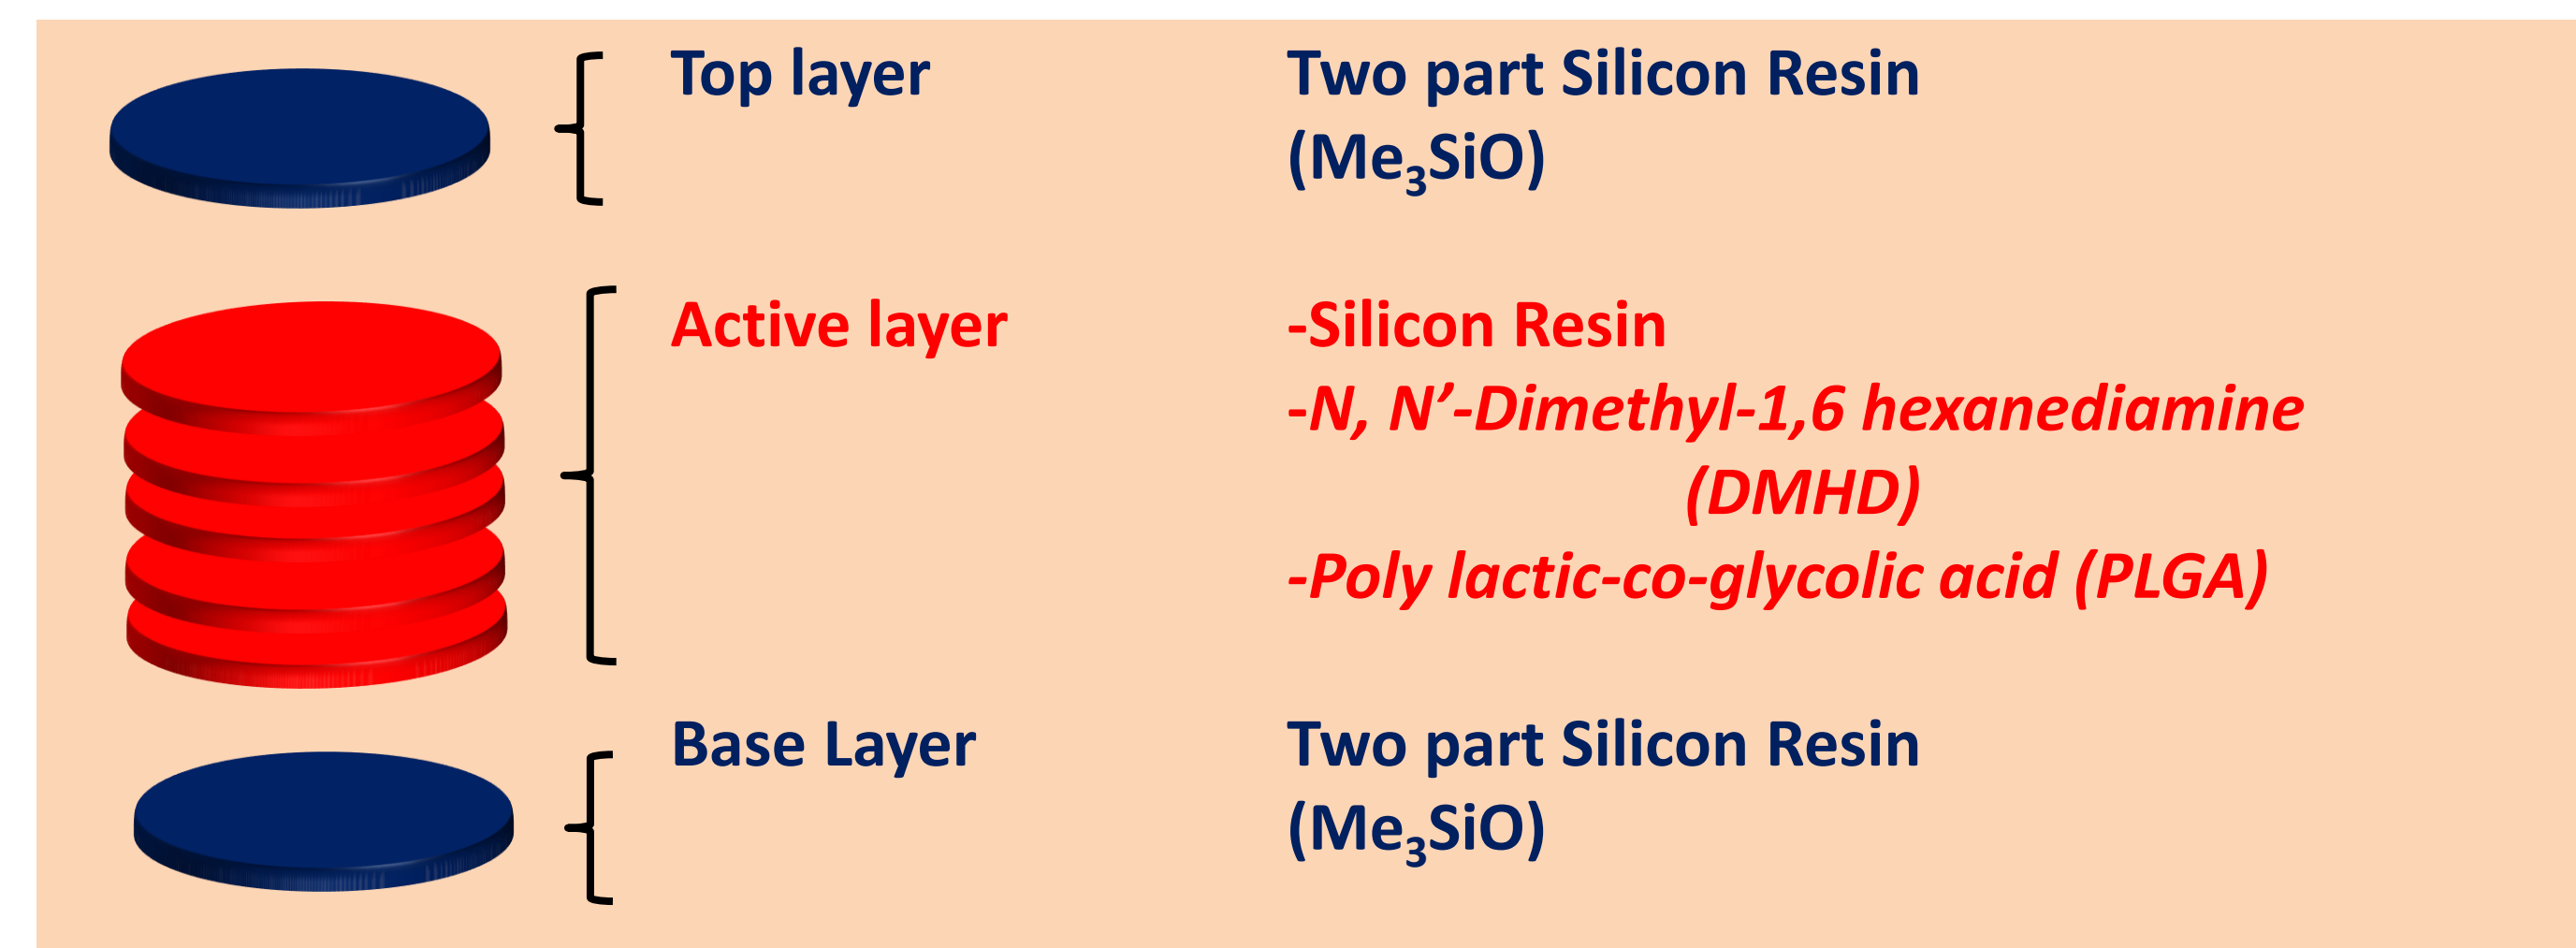 Top layer
Two part Silicon Resin
(Me₃SiO)
Active layer
-Silicon Resin
-N, N’-Dimethyl-1,6 hexanediamine
(DMHD)
-Poly lactic-co-glycolic acid (PLGA)
Base Layer
Two part Silicon Resin
(Me₃SiO)